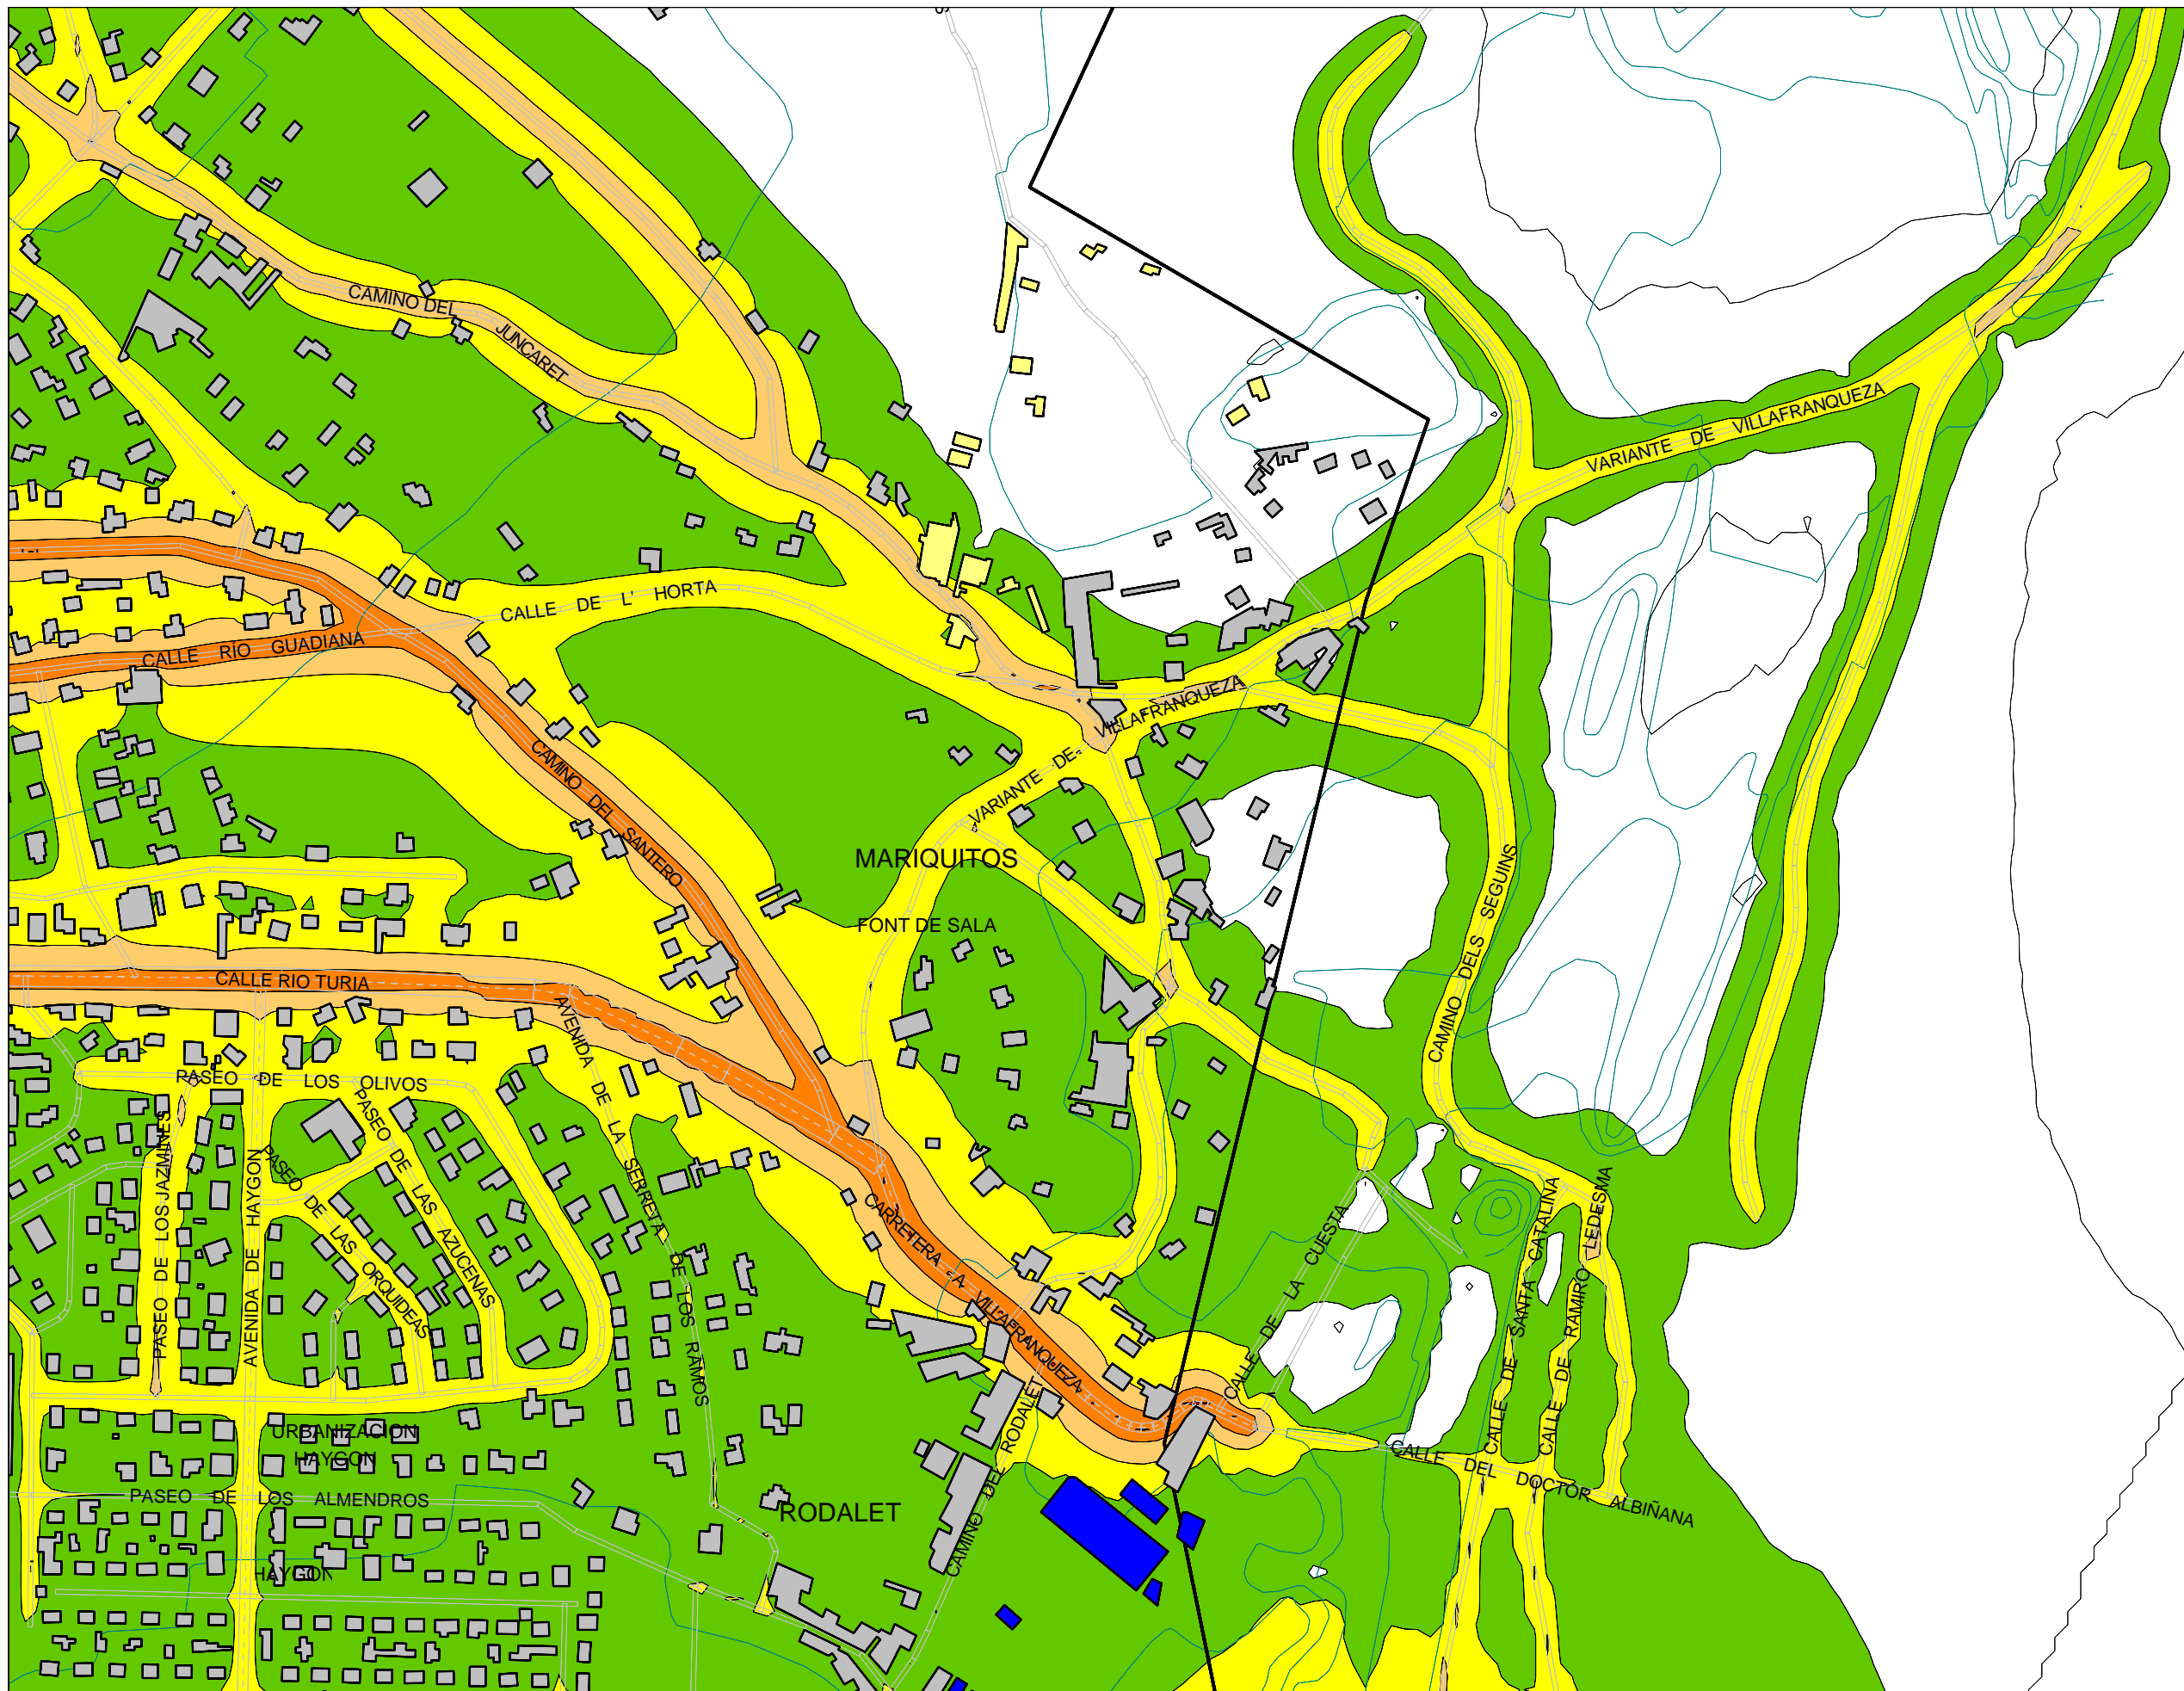 CAMINO DEL
JUNCARET
VARIANTE DE VILLAFRANQUEZA
CALLE DE L' HORTA
CALLE RÍO GUADIANA
VARIANTE DE VILLAFRANQUEZA
CAMINO DEL SANTERO
MARIQUITOS
FONT DE SALA
CAMINO DELS SEGUINS
CALLE RIO TURIA
AVENIDA DE LA SERRETA DE LOS RAMOS
PASEO DE LOS OLIVOS
PASEO DE LOS JAZMINES
AVENIDA DE HAYGON
PASEO DE LAS AZUCENAS
PASEO DE LAS ORQUIDEAS
CARRETERA A VILLAFRANQUEZA
CALLE DE LA CUESTA
CALLE DE SANTA CATALINA
CALLE DE RAMIRO LEDESMA
URBANIZACION
HAYGON
CALLE DEL DOCTOR ALBIÑANA
PASEO DE LOS ALMENDROS
RODALET
CAMINO DEL RODALET
HAYGON